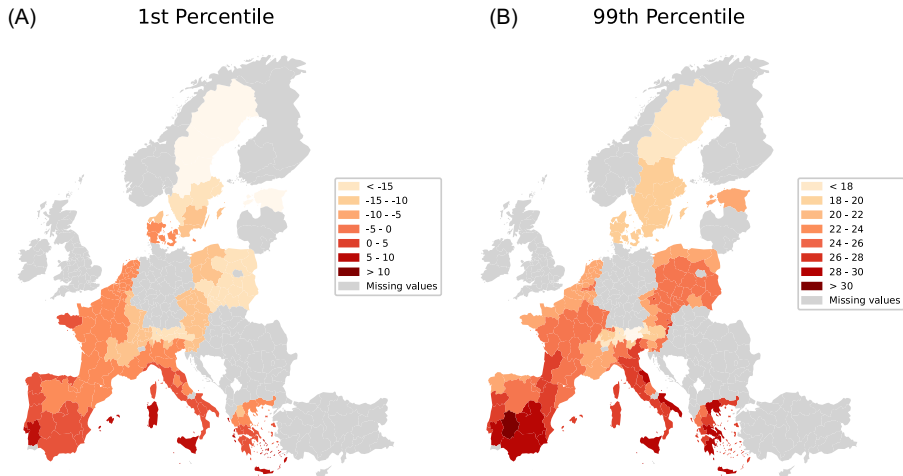 (A)
1st Percentile
< -15
-15 - -10
-10 - -5
-5 - 0
0 - 5
5 - 10
> 10
Missing values
(B)
99th Percentile
< 18
18 - 20
20 - 22
22 - 24
24 - 26
26 - 28
28 - 30
> 30
Missing values